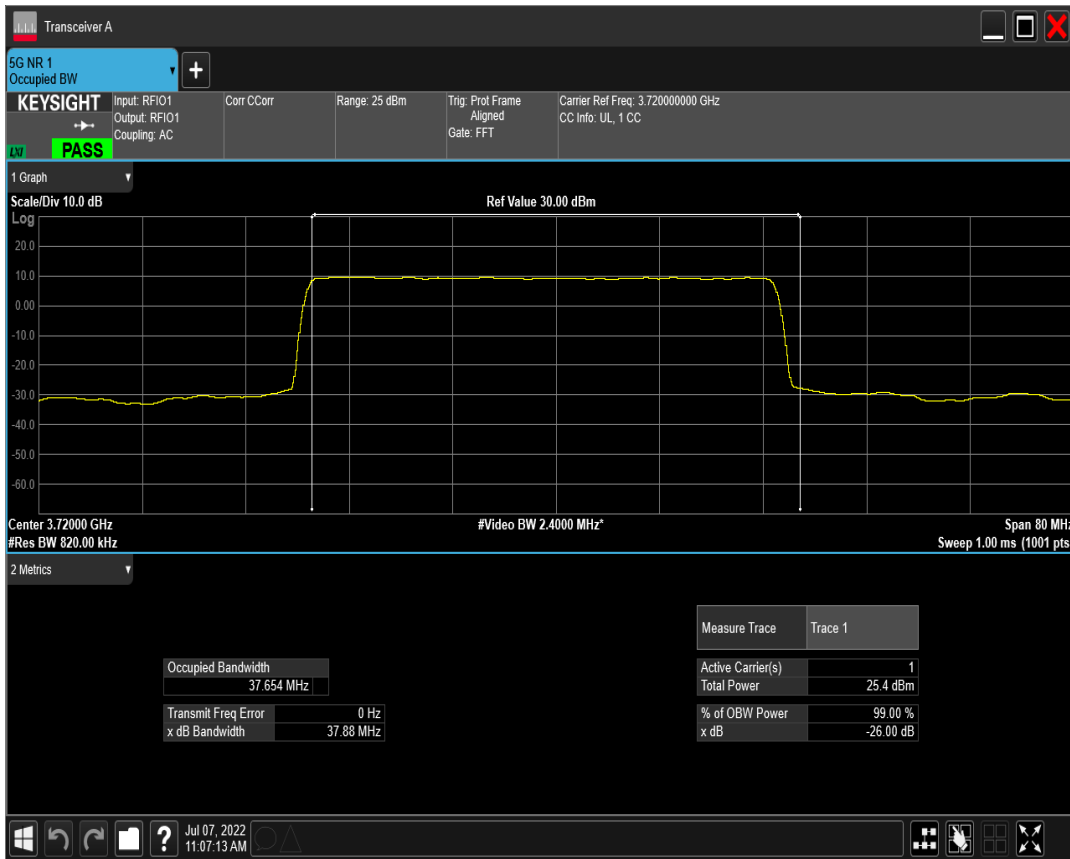 Transceiver A
5G NR 1
Occupied BW
+
KEYSIGHT
LXI
PASS
Input: RFIO1
Output: RFIO1
Coupling: AC
Corr CCorr
Range: 25 dBm
Trig: Prot Frame
Aligned
Gate: FFT
Carrier Ref Freq: 3.720000000 GHz
CC Info: UL, 1 CC
1 Graph
Scale/Div 10.0 dB
Ref Value 30.00 dBm
Log
20.0
10.0
0.00
-10.0
-20.0
-30.0
-40.0
-50.0
-60.0
Center 3.72000 GHz
#Video BW 2.4000 MHz*
Span 80 MHz
#Res BW 820.00 kHz
Sweep 1.00 ms (1001 pts
2 Metrics
Measure Trace Trace 1
Occupied Bandwidth
37.654 MHz
Active Carrier(s) 1
Total Power 25.4 dBm
Transmit Freq Error 0 Hz
x dB Bandwidth 37.88 MHz
% of OBW Power 99.00 %
x dB -26.00 dB
?
Jul 07, 2022
11:07:13 AM